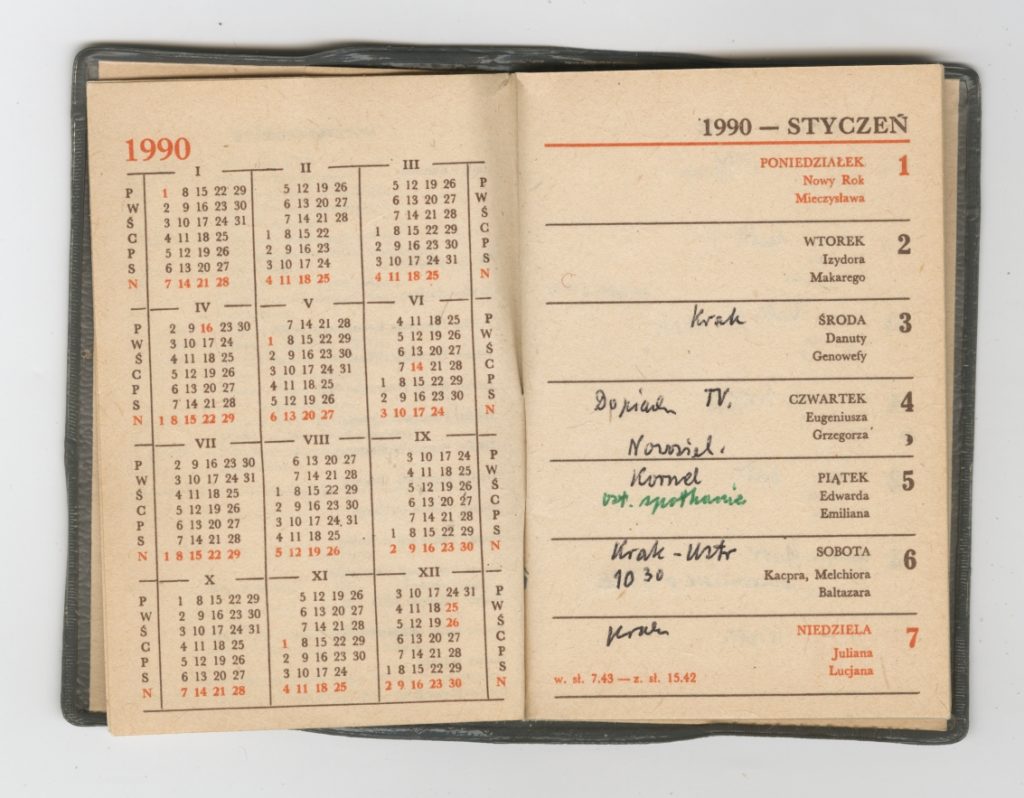 1990
I II III
P 1 8 15 22 29 5 12 19 26 5 12 19 26 P
W 2 9 16 23 30 6 13 20 27 6 13 20 27 W
Ś 3 10 17 24 31 7 14 21 28 7 14 21 28 Ś
C 4 11 18 25 1 8 15 22 1 8 15 22 29 C
P 5 12 19 26 2 9 16 23 2 9 16 23 30 P
S 6 13 20 27 3 10 17 24 3 10 17 24 31 S
N 7 14 21 28 4 11 18 25 4 11 18 25 N
IV V VI
P 2 9 16 23 30 7 14 21 28 4 11 18 25 P
W 3 10 17 24 1 8 15 22 29 5 12 19 26 W
Ś 4 11 18 25 2 9 16 23 30 6 13 20 27 Ś
C 5 12 19 26 3 10 17 24 31 7 14 21 28 C
P 6 13 20 27 4 11 18 25 1 8 15 22 29 P
S 7 14 21 28 5 12 19 26 2 9 16 23 30 S
N 1 8 15 22 29 6 13 20 27 3 10 17 24 N
VII VIII IX
P 2 9 16 23 30 6 13 20 27 3 10 17 24 P
W 3 10 17 24 31 7 14 21 28 4 11 18 25 W
Ś 4 11 18 25 1 8 15 22 29 5 12 19 26 Ś
C 5 12 19 26 2 9 16 23 30 6 13 20 27 C
P 6 13 20 27 3 10 17 24 31 7 14 21 28 P
S 7 14 21 28 4 11 18 25 1 8 15 22 29 S
N 1 8 15 22 29 5 12 19 26 2 9 16 23 30 N
X XI XII
P 1 8 15 22 29 5 12 19 26 3 10 17 24 31 P
W 2 9 16 23 30 6 13 20 27 4 11 18 25 W
Ś 3 10 17 24 31 7 14 21 28 5 12 19 26 Ś
C 4 11 18 25 1 8 15 22 29 6 13 20 27 C
P 5 12 19 26 2 9 16 23 30 7 14 21 28 P
S 6 13 20 27 3 10 17 24 1 8 15 22 29 S
N 7 14 21 28 4 11 18 25 2 9 16 23 30 N
1990 — STYCZEŃ
PONIEDZIAŁEK 1
Nowy Rok
Mieczysława
WTOREK 2
Izydora
Makarego
Krak ŚRODA 3
Danuty
Genowefy
TV. CZWARTEK 4
Eugeniusza
Grzegorza
Nowosiel.
Kornel PIĄTEK 5
ost. spotkanie Edwarda
Emiliana
Krak - Ustr SOBOTA 6
10 30 Kacpra, Melchiora
Baltazara
NIEDZIELA 7
Juliana
w. sł. 7.43 — z. sł. 15.42 Lucjana